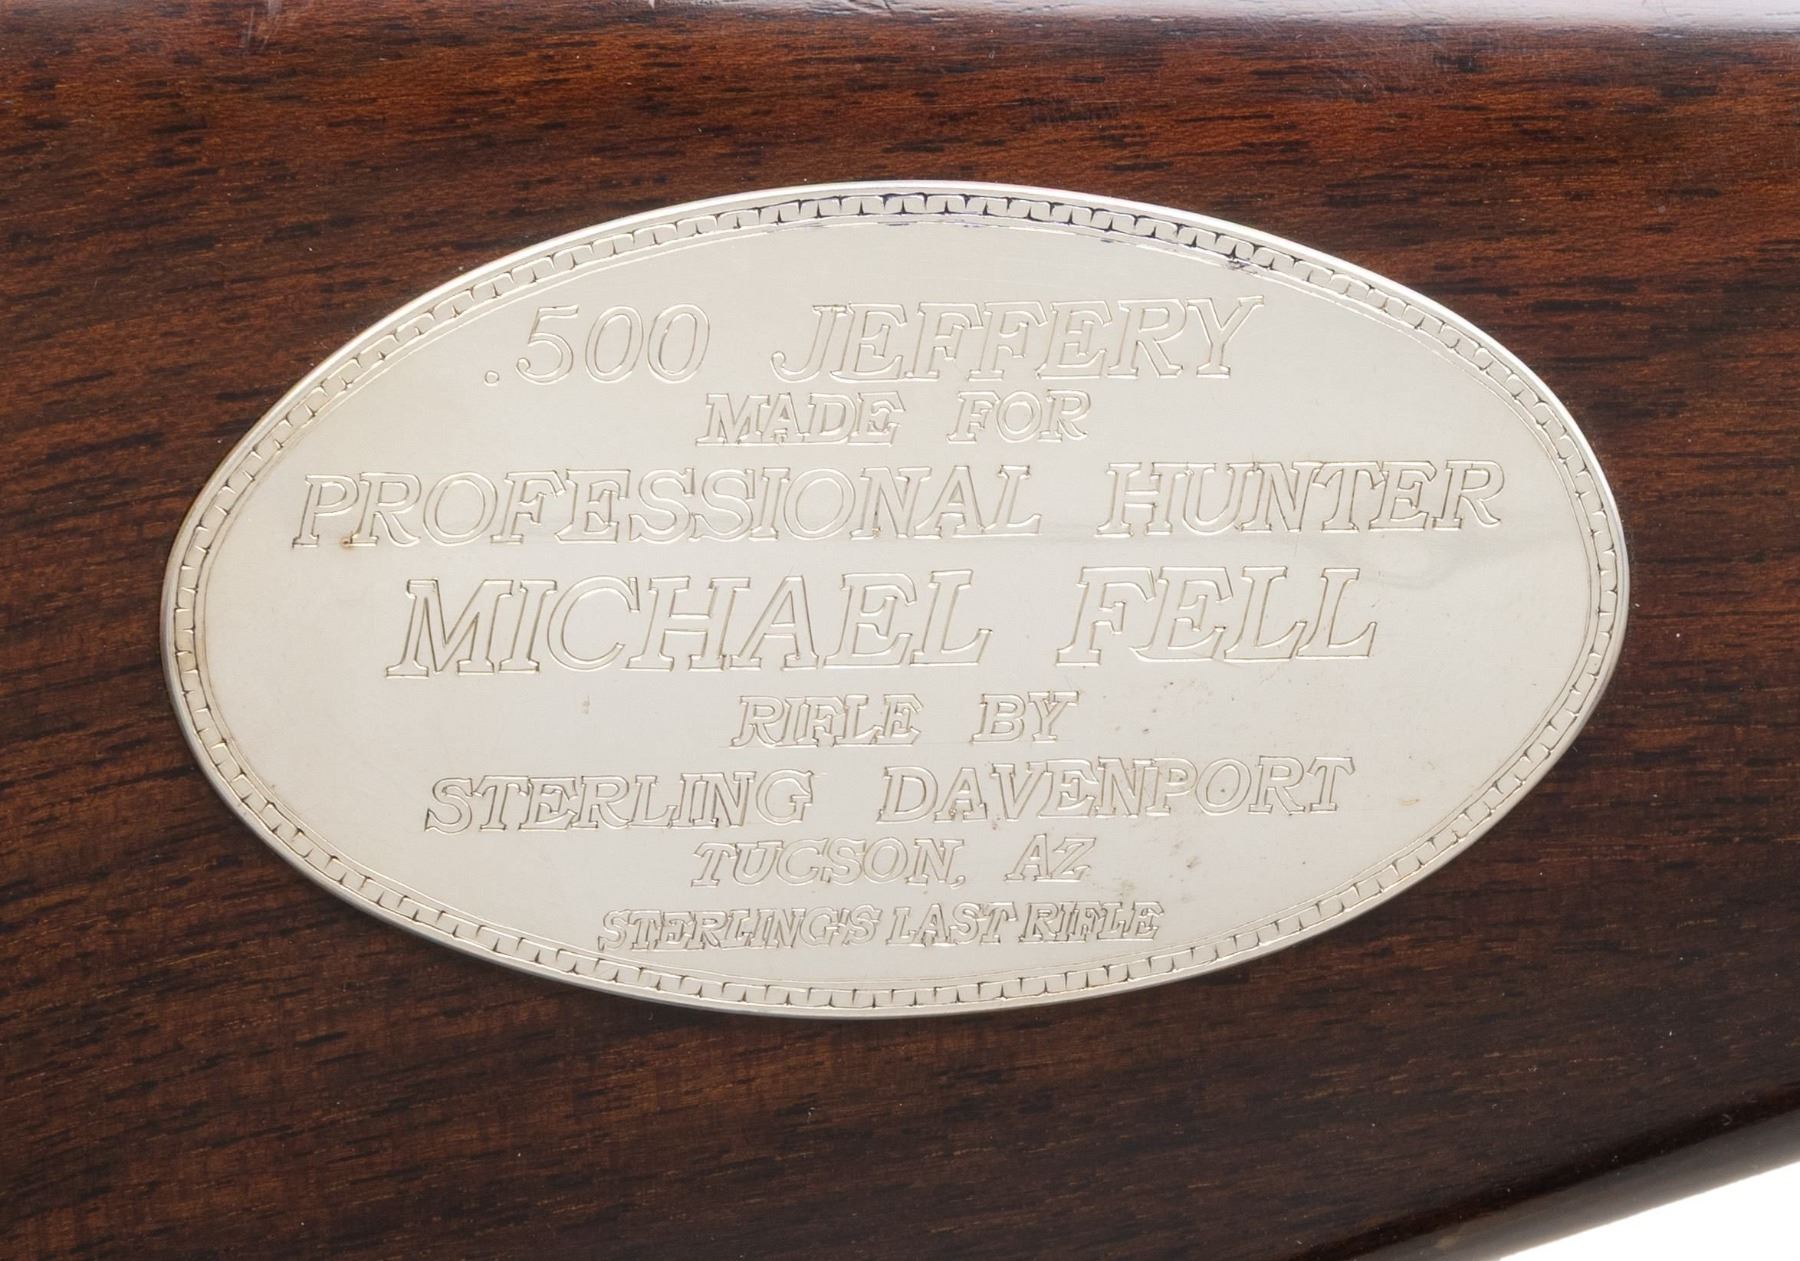 .500 JEFFERY
MADE FOR
PROFESSIONAL HUNTER
MICHAEL FELL
RIFLE BY
STERLING DAVENPORT
TUCSON, AZ
STERLING'S LAST RIFLE